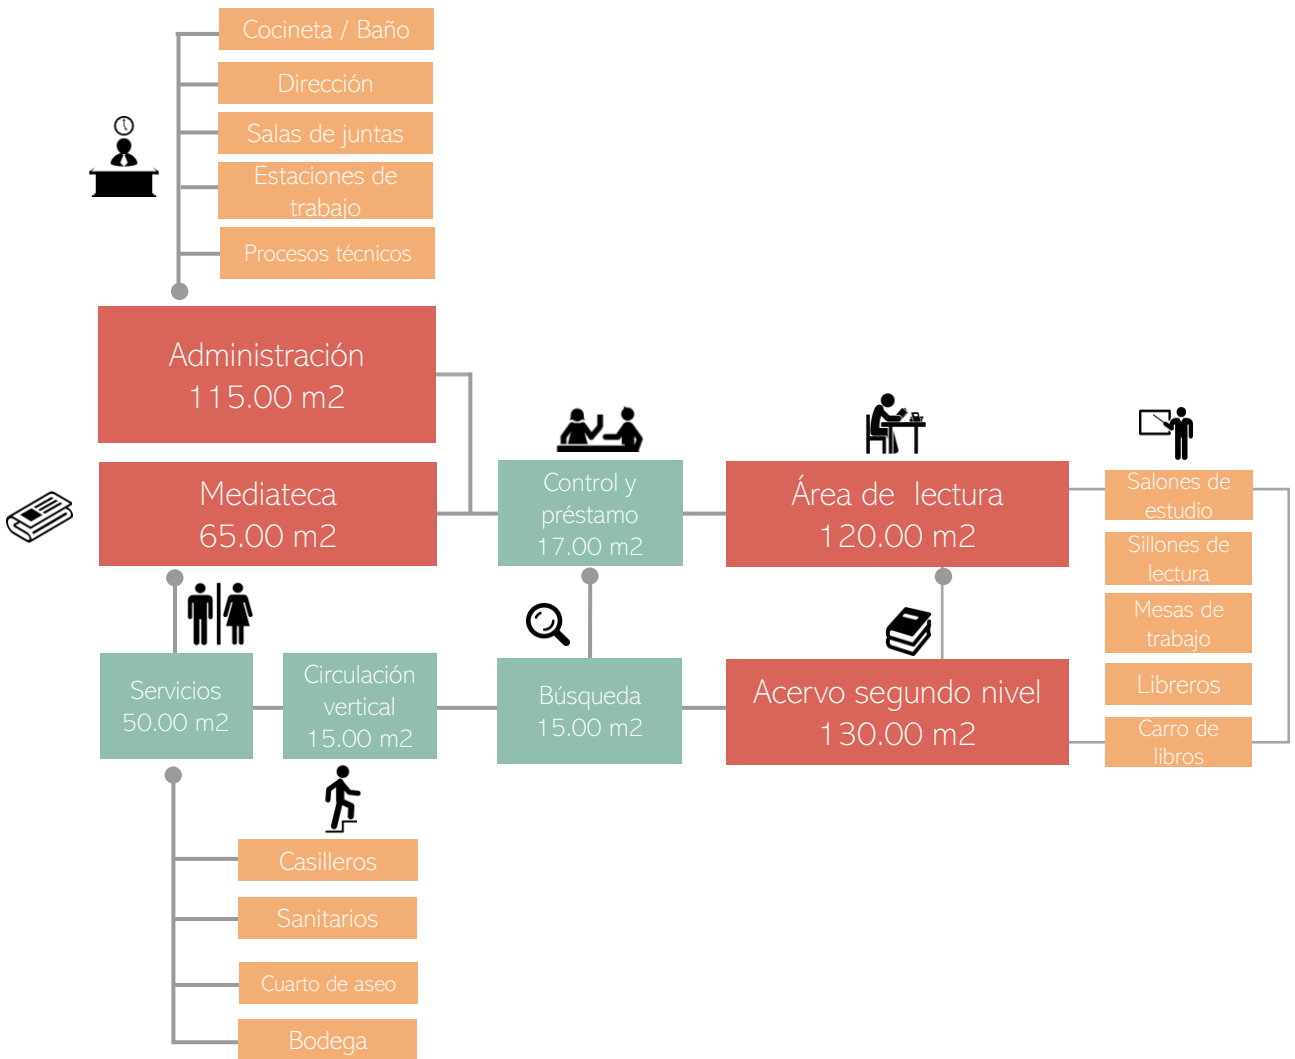 Cocineta / Baño
Dirección
Salas de juntas
Estaciones de
trabajo
Procesos técnicos
Administración
115.00 m2
Mediateca
65.00 m2
Control y
préstamo
17.00 m2
Área de lectura
120.00 m2
Salones de
estudio
Sillones de
lectura
Mesas de
trabajo
Libreros
Carro de
libros
Servicios
50.00 m2
Circulación
vertical
15.00 m2
Búsqueda
15.00 m2
Acervo segundo nivel
130.00 m2
Casilleros
Sanitarios
Cuarto de aseo
Bodega